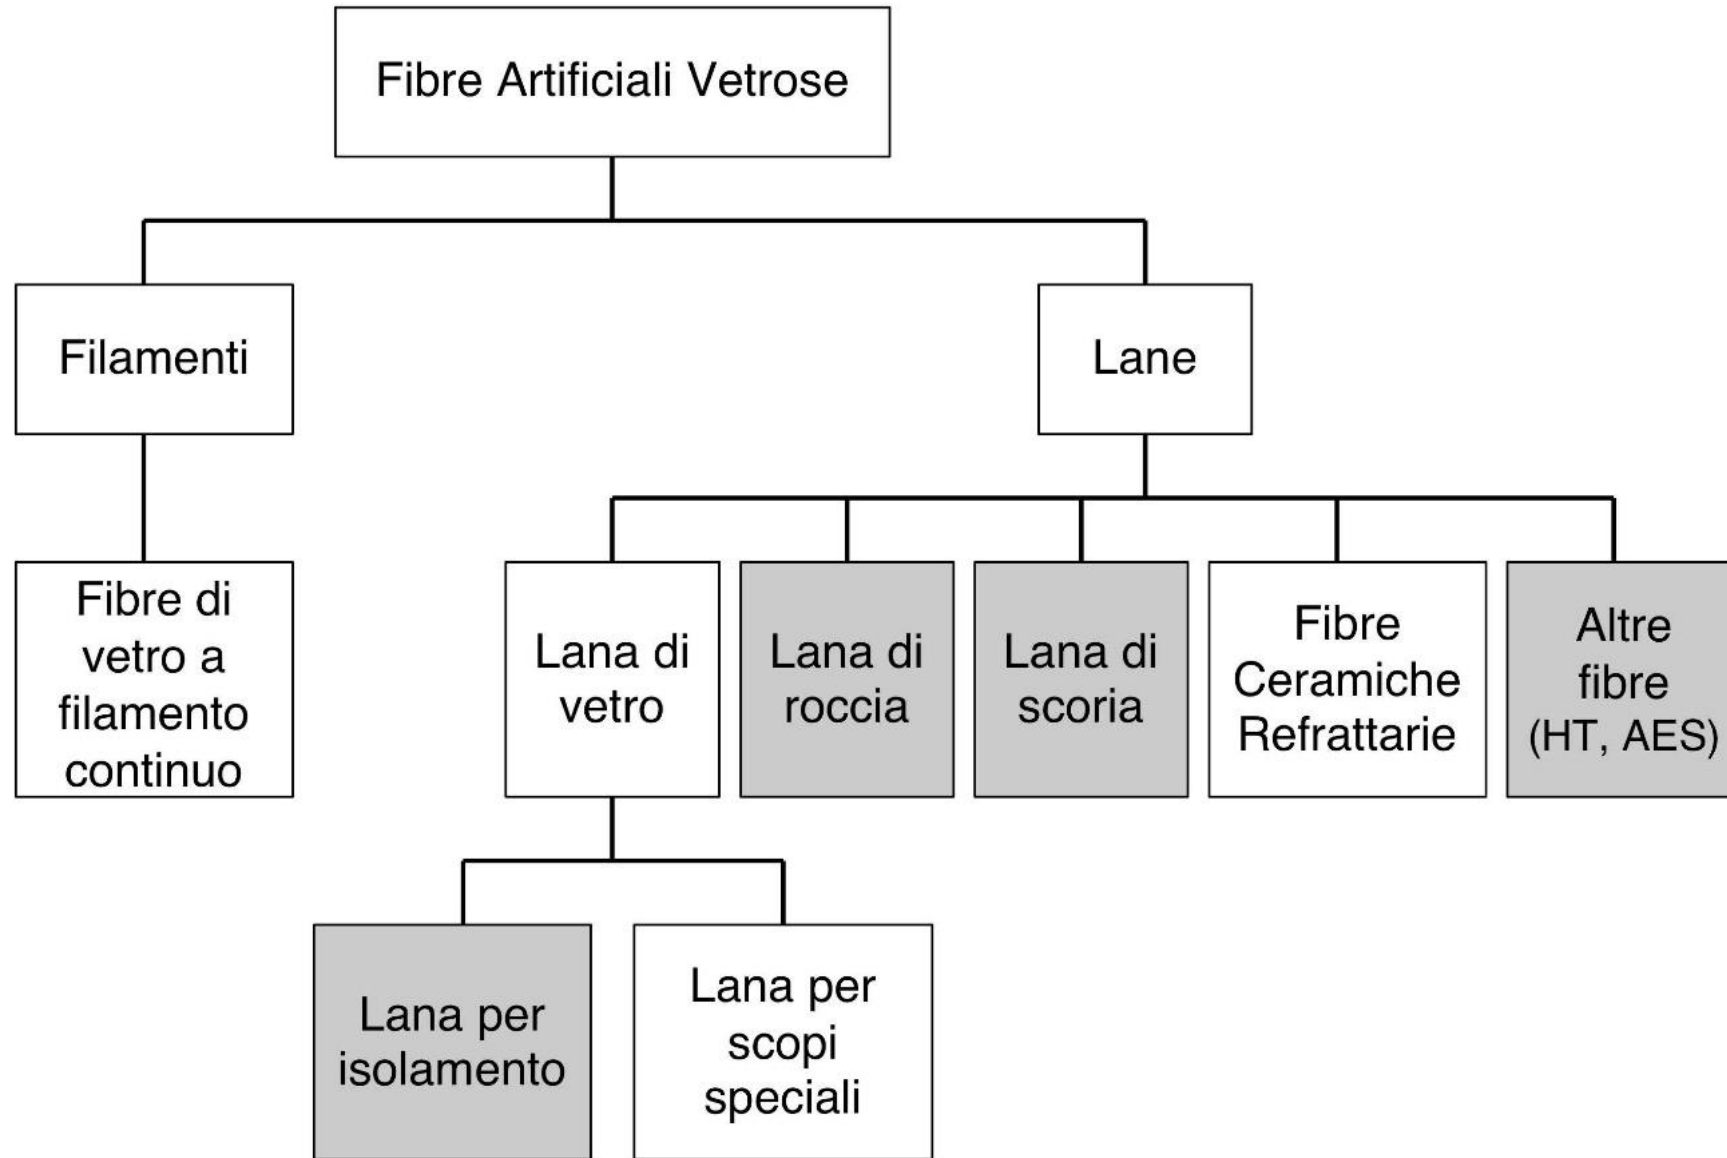 Fibre Artificiali Vetrose
Filamenti
Lane
Fibre di
vetro a
filamento
continuo
Lana di
vetro
Lana di
roccia
Lana di
scoria
Fibre
Ceramiche
Refrattarie
Altre
fibre
(HT, AES)
Lana per
isolamento
Lana per
scopi
speciali